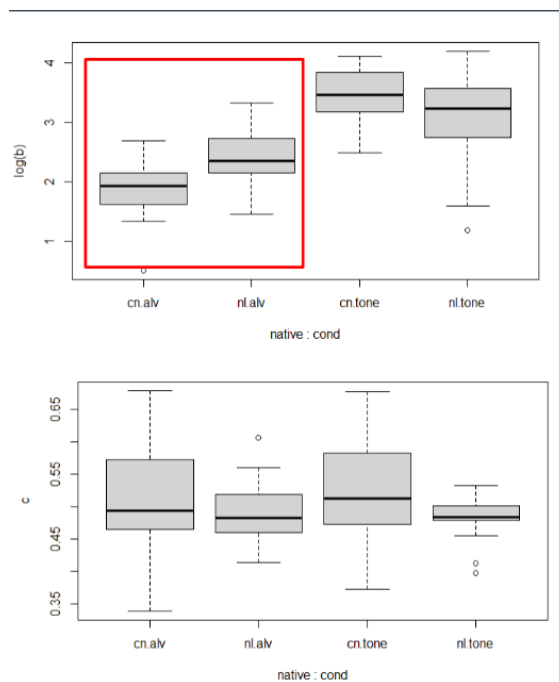 4
3
2
1
log(b)
cn.alv nl.alv cn.tone nl.tone
native : cond
0.65
0.55
0.45
0.35
c
cn.alv nl.alv cn.tone nl.tone
native : cond